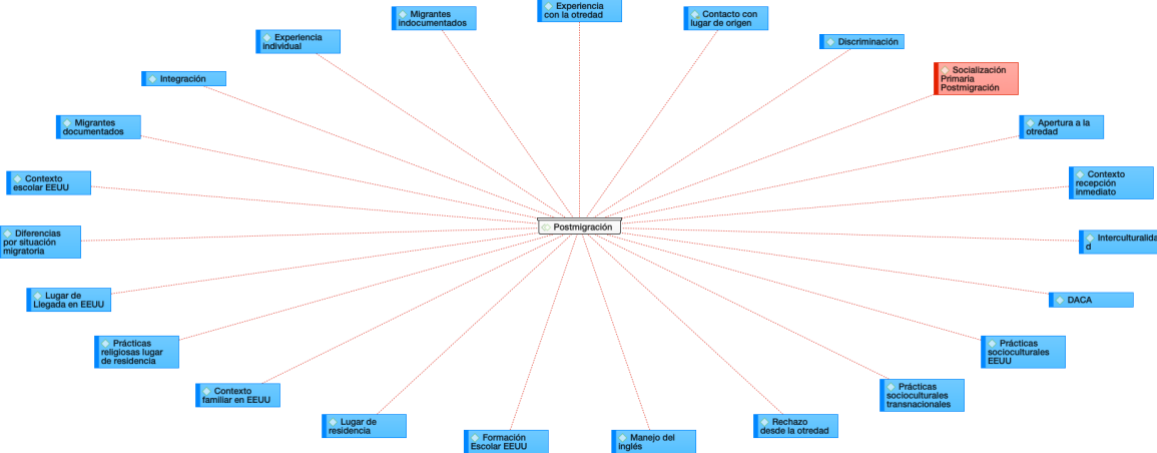 Experiencia
con la otredad
Migrantes
indocumentados
Contacto con
lugar de origen
Experiencia
individual
Discriminación
Integración
Socialización
Primaria
Postmigración
Migrantes
documentados
Apertura a la
otredad
Contexto
escolar EEUU
Contexto
recepción
inmediato
Postmigración
Diferencias
por situación
migratoria
Interculturalida
d
Lugar de
Llegada en EEUU
DACA
Prácticas
religiosas lugar
de residencia
Prácticas
socioculturales
EEUU
Contexto
familiar en EEUU
Prácticas
socioculturales
transnacionales
Lugar de
residencia
Rechazo
desde la otredad
Formación
Escolar EEUU
Manejo del
inglés